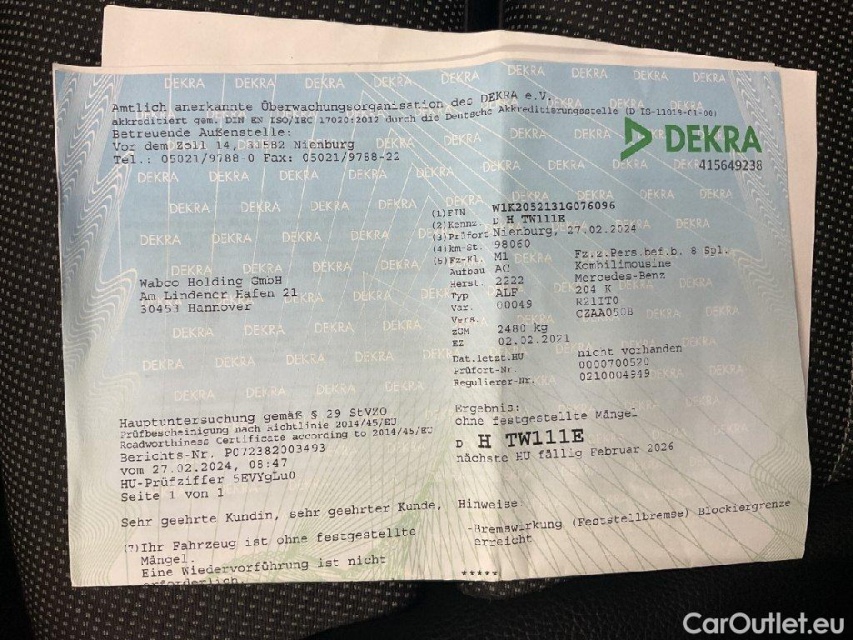 Amtlich anerkannte Überwachungsorganisation des DEKRA e.V.
akkreditiert gem. DIN EN ISO/IEC 17020:2012 durch die Deutsche Akkreditierungsstelle (D-IS-11019-01-00)
Betreuende Außenstelle:
Vor dem Zoll 14, 31582 Nienburg
Tel.: 05021/9788-0 Fax: 05021/9788-22
DEKRA
415649238
(1)FIN W1K2052131G076096
(2)Kennz. D H TW111E
(3)Prüfort Nienburg, 27.02.2024
(4)km-St. 98060
(5)Fz-Kl. M1 Fz.z.Pers.bef.b. 8 Spl.
Aufbau AC Kombilimousine
Herst. 2222 Mercedes-Benz
Typ ALF 204 K
Var. 00049 R21IT0
Vers. CZAA050B
zGM 2480 kg
EZ 02.02.2021
Dat.letzt.HU nicht vorhanden
Prüfort-Nr. 0000700520
Regulierer-Nr. 0210004949
Wabco Holding GmbH
Am Lindener Hafen 21
30453 Hannover
Hauptuntersuchung gemäß § 29 StVZO
Prüfbescheinigung nach Richtlinie 2014/45/EU
Roadworthiness Certificate according to 2014/45/EU
Berichts-Nr. PC72382003493
vom 27.02.2024, 08:47
HU-Prüfziffer 5EVYgLu0
Seite 1 von 1
Sehr geehrte Kundin, sehr geehrter Kunde,
(7)Ihr Fahrzeug ist ohne festgestellte
Mängel.
Eine Wiedervorführung ist nicht
erforderlich.
Ergebnis:
ohne festgestellte Mängel
D H TW111E
nächste HU fällig Februar 2026
Hinweise
-Bremswirkung (Feststellbremse) Blockiergrenze
erreicht
*****
CarOutlet.eu